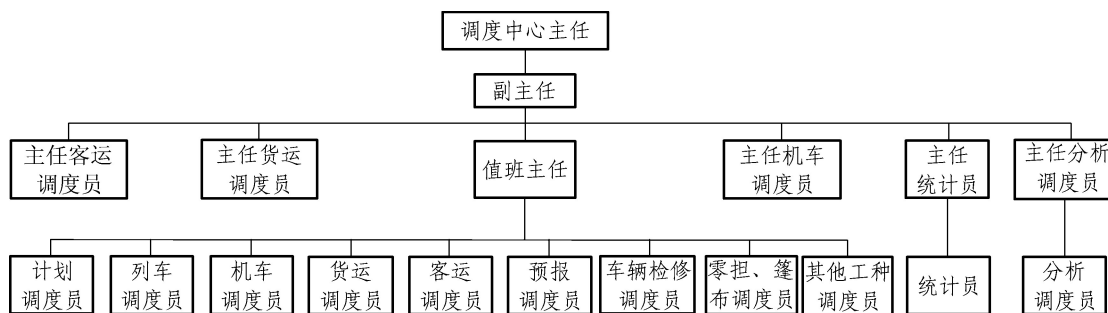 调度中心主任
副主任
主任客运
调度员
主任货运
调度员
值班主任
主任机车
调度员
主任
统计员
主任分析
调度员
计划
调度员
列车
调度员
机车
调度员
货运
调度员
客运
调度员
预报
调度员
车辆检修
调度员
零担、篷
布调度员
其他工种
调度员
统计员
分析
调度员